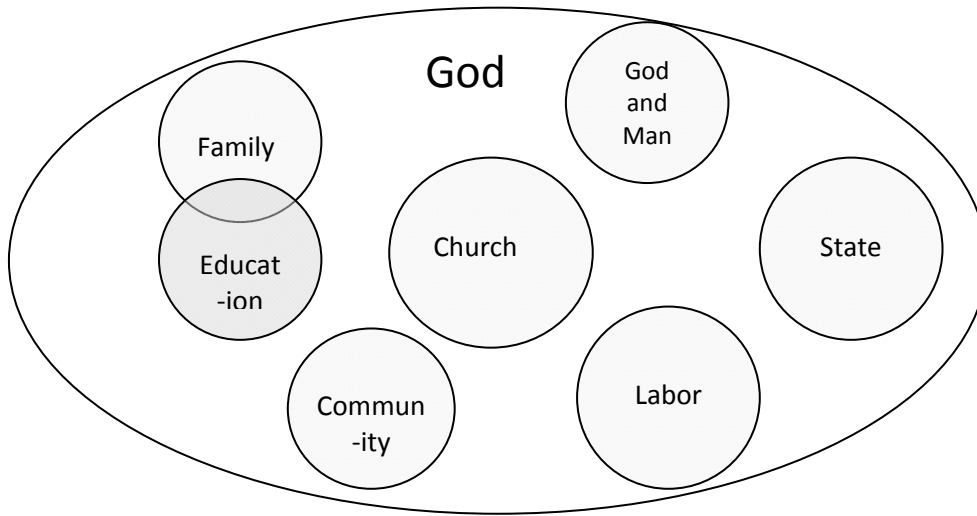 God
God
and
Man
Family
Church
State
Educat
-ion
Labor
Commun
-ity